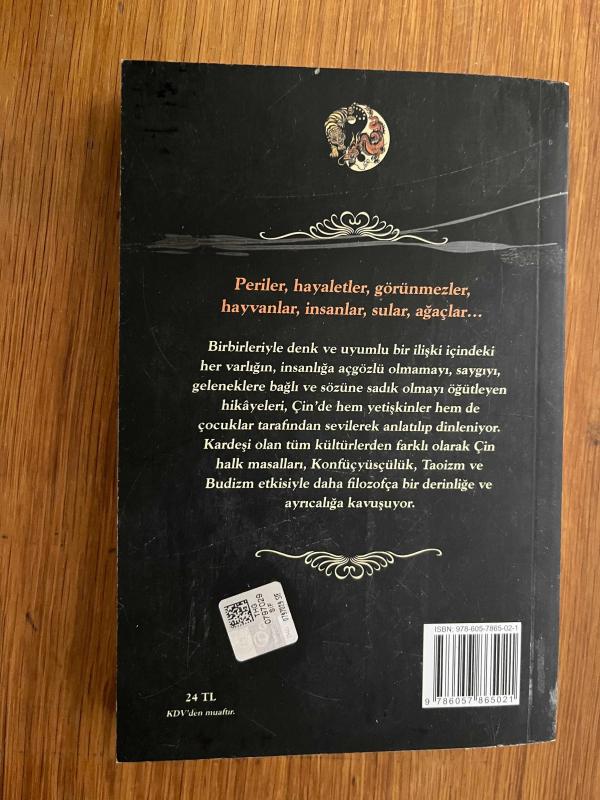 Periler, hayaletler, görünmezler,
hayvanlar, insanlar, sular, ağaçlar...
Birbirleriyle denk ve uyumlu bir ilişki içindeki
her varlığın, insanlığa açgözlü olmamayı, saygıyı,
geleneklere bağlı ve sözüne sadık olmayı öğütleyen
hikâyeleri, Çin'de hem yetişkinler hem de
çocuklar tarafından sevilerek anlatılıp dinleniyor.
Kardeşi olan tüm kültürlerden farklı olarak Çin
halk masalları, Konfüçyüsçülük, Taoizm ve
Budizm etkisiyle daha filozofça bir derinliğe ve
ayrıcalığa kavuşuyor.
THG
0797029
ISBN: 978-605-7865-02-1
9 786057 865021
24 TL
KDV'den muaftır.